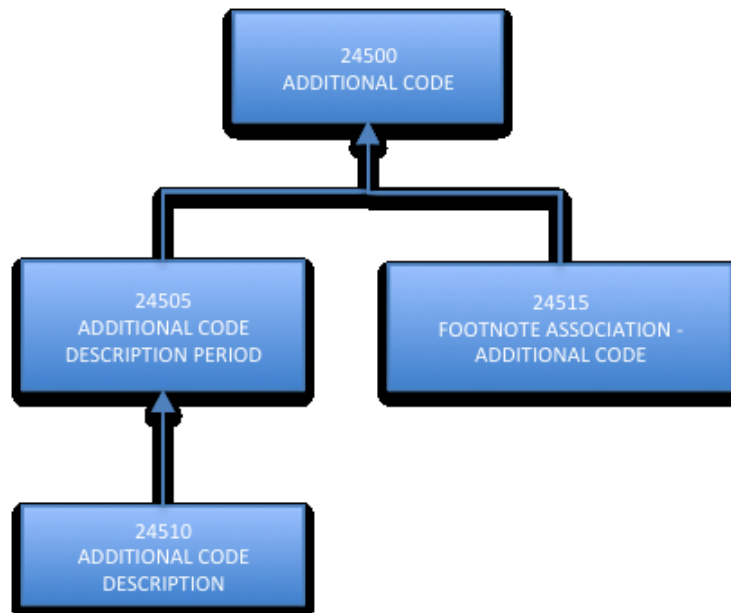 24500
ADDITIONAL CODE
24505
ADDITIONAL CODE
DESCRIPTION PERIOD
24515
FOOTNOTE ASSOCIATION -
ADDITIONAL CODE
24510
ADDITIONAL CODE
DESCRIPTION